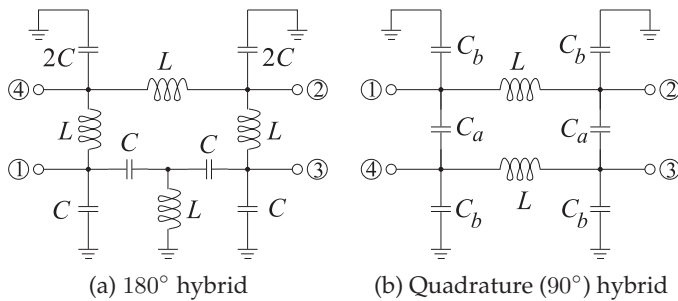 2C
L
2C
④
②
L
C
C
L
①
③
C
L
C
(a) 180° hybrid
C_b
L
C_b
①
②
C_a
C_a
④
③
C_b
L
C_b
(b) Quadrature (90°) hybrid